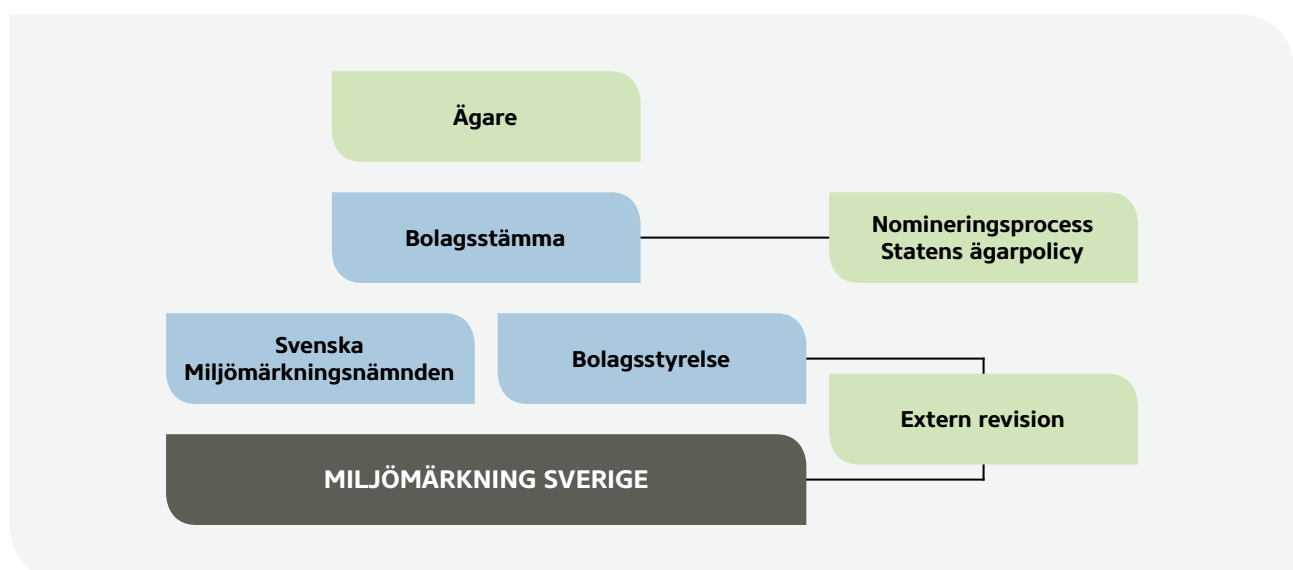 Ägare
Bolagsstämma
Nomineringsprocess
Statens ägarpolicy
Svenska
Miljömärkningsnämnden
Bolagsstyrelse
Extern revision
MILJÖMÄRKNING SVERIGE